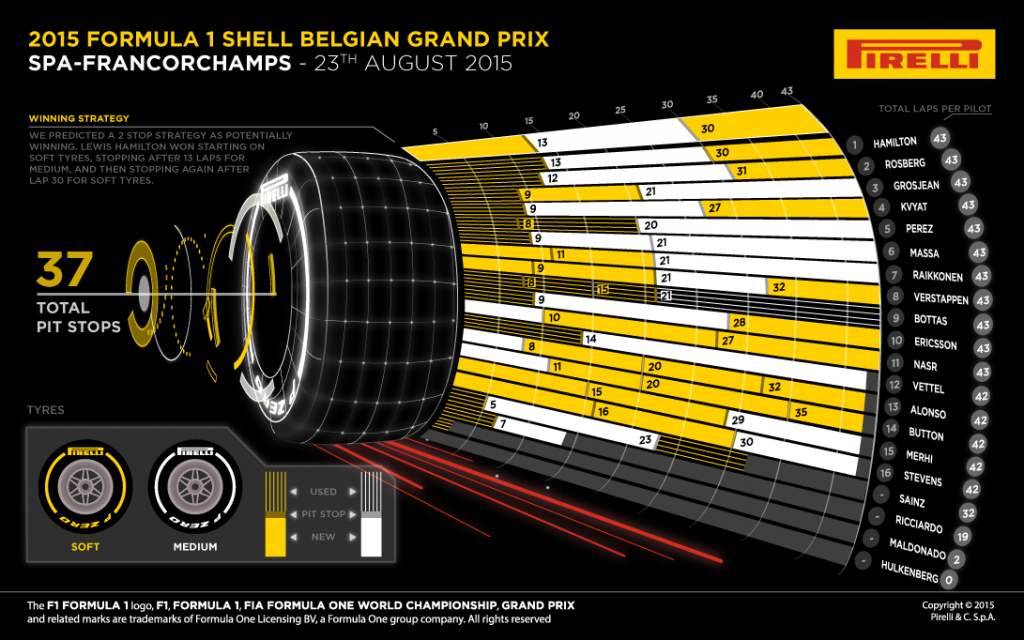 2015 FORMULA 1 SHELL BELGIAN GRAND PRIX
SPA-FRANCORCHAMPS - 23TH AUGUST 2015
PIRELLI
WINNING STRATEGY
WE PREDICTED A 2 STOP STRATEGY AS POTENTIALLY
WINNING. LEWIS HAMILTON WON STARTING ON
SOFT TYRES, STOPPING AFTER 13 LAPS FOR
MEDIUM, AND THEN STOPPING AGAIN AFTER
LAP 30 FOR SOFT TYRES.
37
TOTAL
PIT STOPS
PIRELLI
P ZERO
5 10 15 20 25 30 35 40 43
13 30
13 30
12 31
9 21
9 27
8 20
9 21
11 21
9 21 32
8 15 21
9
10 28
14 27
8 20
11 20 32
15 35
16 29
5 23 30
7
TOTAL LAPS PER PILOT
1 HAMILTON 43
2 ROSBERG 43
3 GROSJEAN 43
4 KVYAT 43
5 PEREZ 43
6 MASSA 43
7 RAIKKONEN 43
8 VERSTAPPEN 43
9 BOTTAS 43
10 ERICSSON 43
11 NASR 43
12 VETTEL 42
13 ALONSO 42
14 BUTTON 42
15 MERHI 42
16 STEVENS 42
- SAINZ 32
- RICCIARDO 19
- MALDONADO 2
- HULKENBERG 0
TYRES
PIRELLI
P ZERO
SOFT
PIRELLI
P ZERO
MEDIUM
USED
PIT STOP
NEW
The F1 FORMULA 1 logo, F1, FORMULA 1, FIA FORMULA ONE WORLD CHAMPIONSHIP, GRAND PRIX
and related marks are trademarks of Formula One Licensing BV, a Formula One group company. All rights reserved
Copyright © 2015
Pirelli & C. S.p.A.